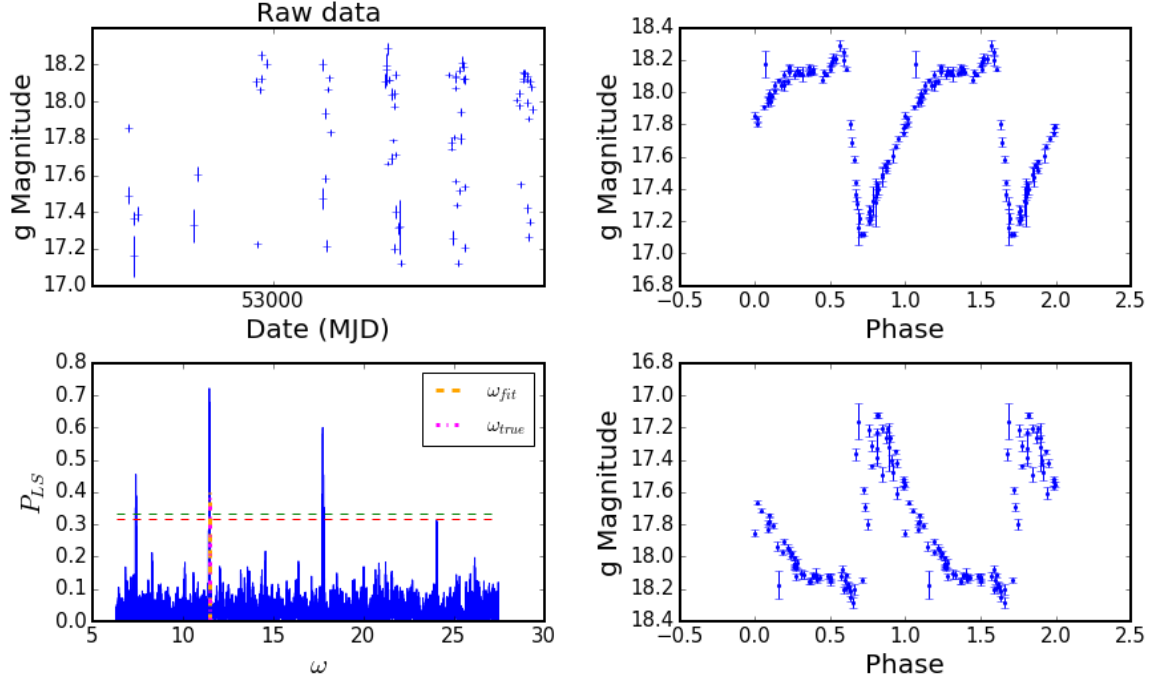 Raw data
g Magnitude
18.2
18.0
17.8
17.6
17.4
17.2
17.0
53000
Date (MJD)
g Magnitude
18.4
18.2
18.0
17.8
17.6
17.4
17.2
17.0
16.8
−0.5 0.0 0.5 1.0 1.5 2.0 2.5
Phase
P_LS
0.8
0.7
0.6
0.5
0.4
0.3
0.2
0.1
0.0
ω_fit
ω_true
5 10 15 20 25 30
ω
g Magnitude
16.8
17.0
17.2
17.4
17.6
17.8
18.0
18.2
18.4
−0.5 0.0 0.5 1.0 1.5 2.0 2.5
Phase